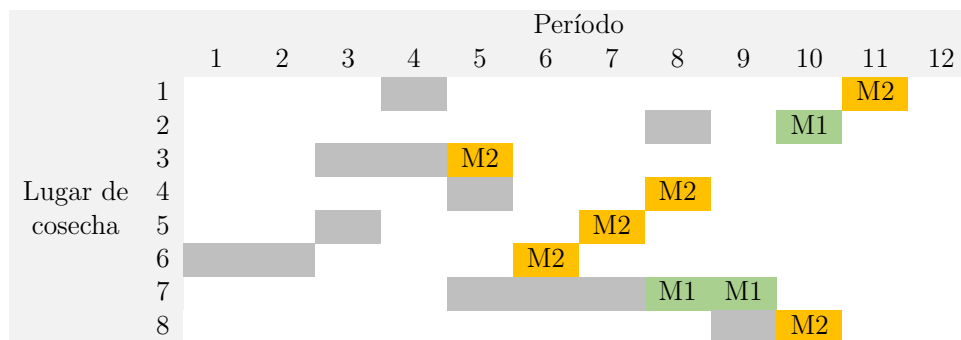 Período
1 2 3 4 5 6 7 8 9 10 11 12
1 M2
2 M1
3 M2
Lugar de 4 M2
cosecha 5 M2
6 M2
7 M1 M1
8 M2